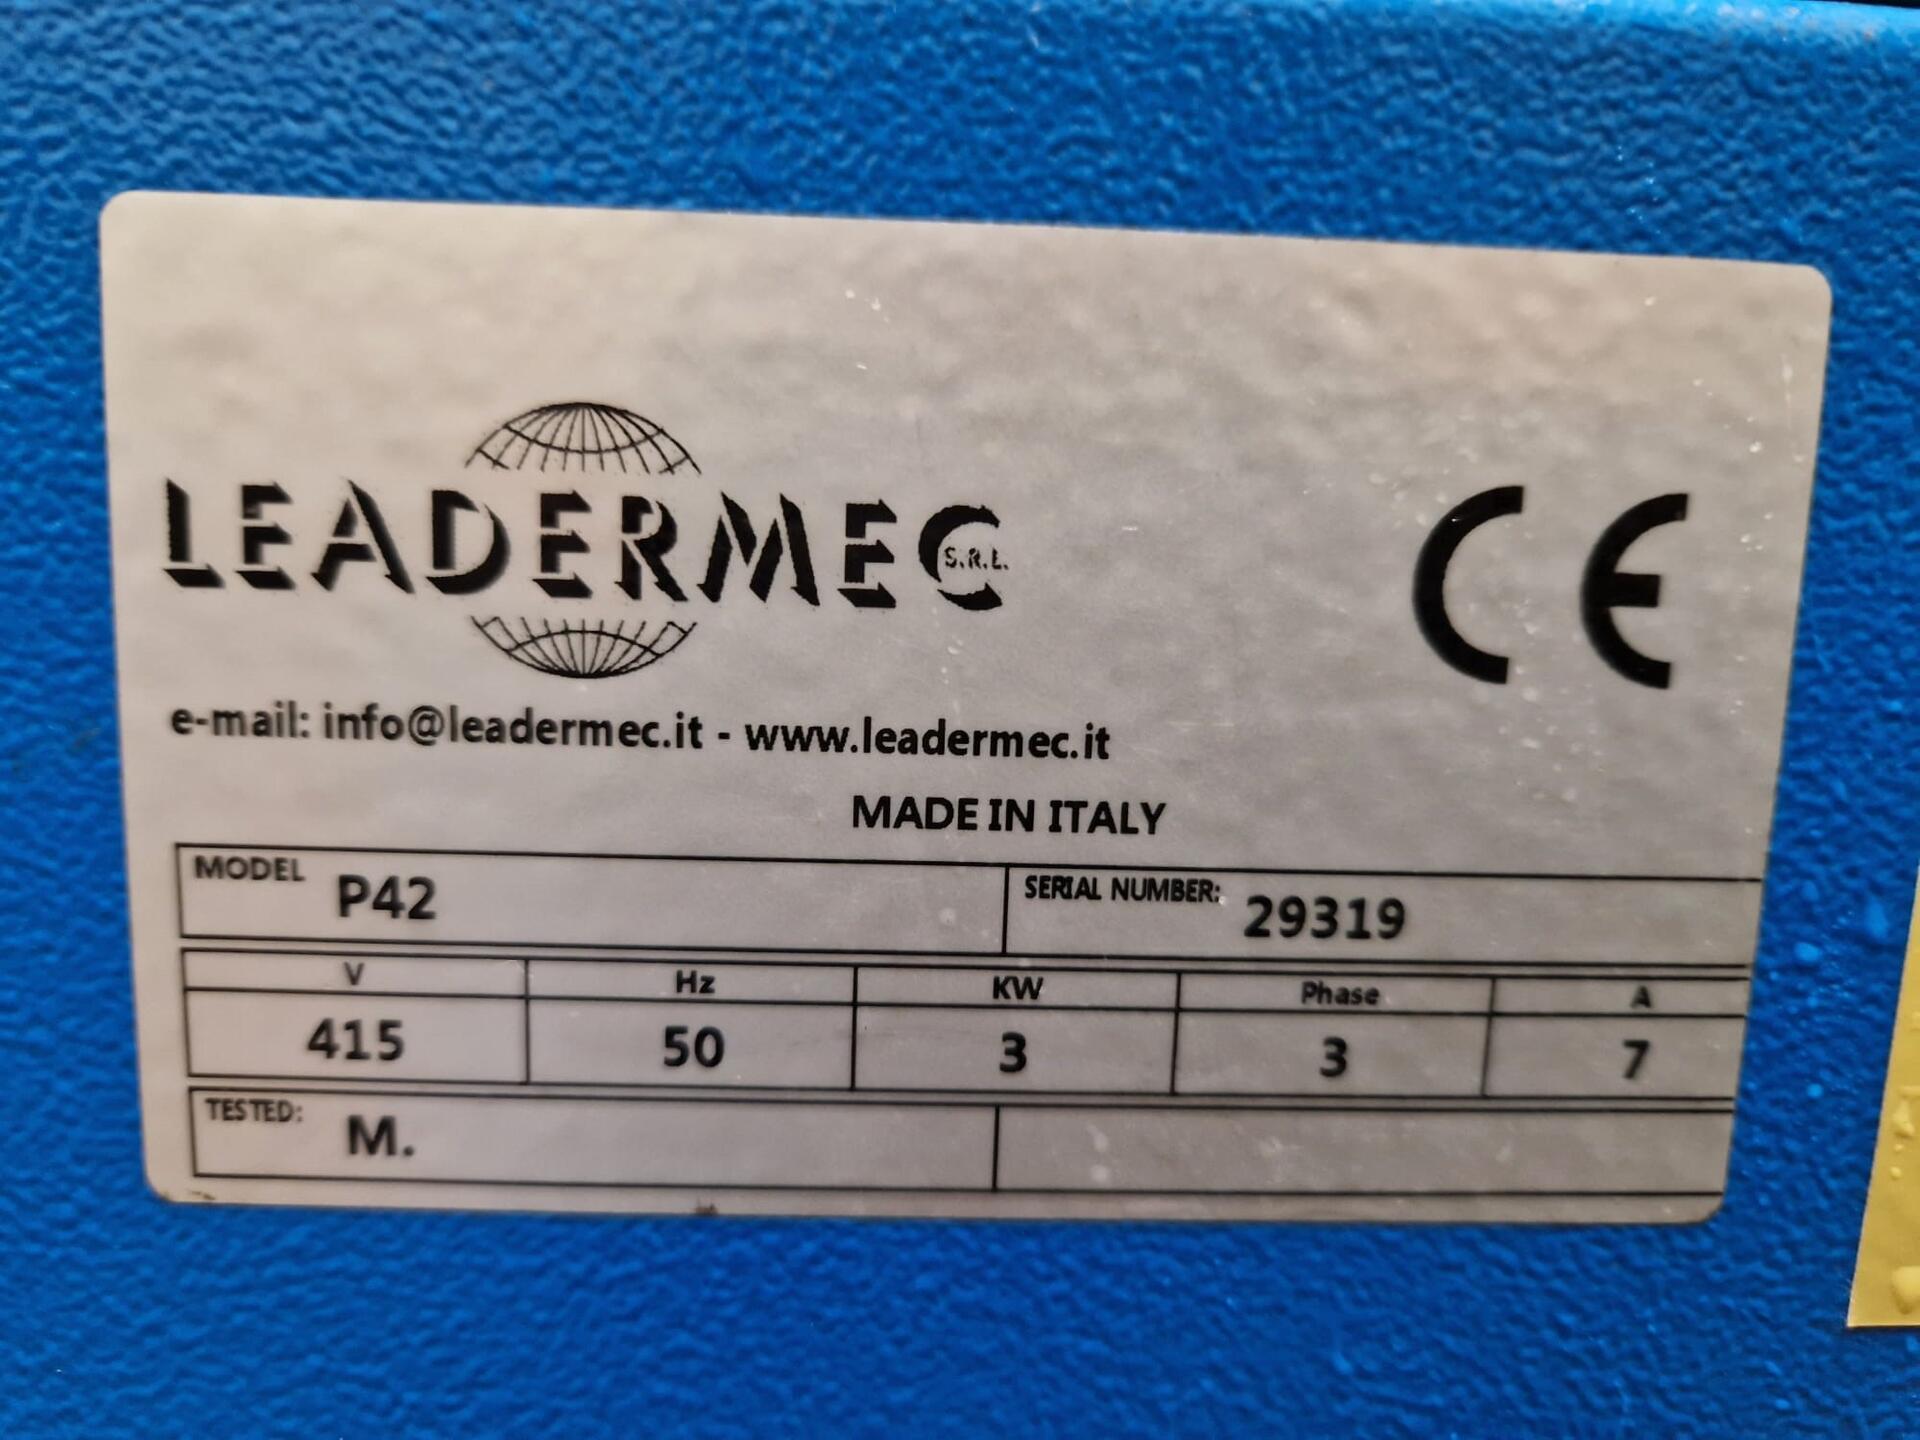 LEADERMEC S.R.L.
CE
e-mail: info@leadermec.it - www.leadermec.it
MADE IN ITALY
MODEL P42 SERIAL NUMBER: 29319
V Hz KW Phase A
415 50 3 3 7
TESTED: M.